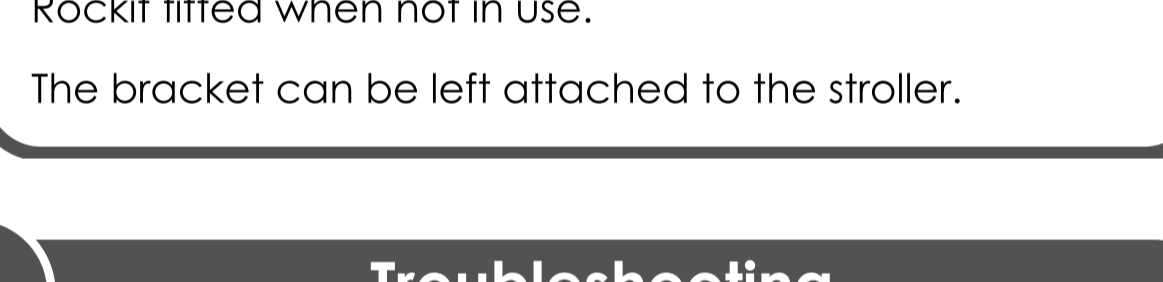 Rockit fitted when not in use.
The bracket can be left attached to the stroller.
Troubleshooting